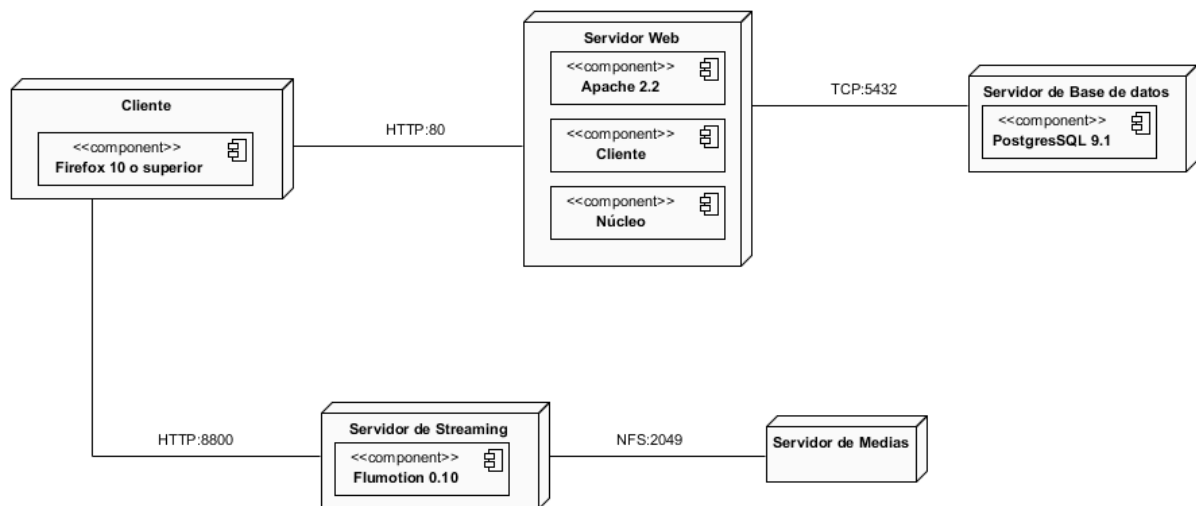 Cliente
<<component>>
Firefox 10 o superior
HTTP:80
Servidor Web
<<component>>
Apache 2.2
<<component>>
Cliente
<<component>>
Núcleo
TCP:5432
Servidor de Base de datos
<<component>>
PostgresSQL 9.1
HTTP:8800
Servidor de Streaming
<<component>>
Flumotion 0.10
NFS:2049
Servidor de Medias